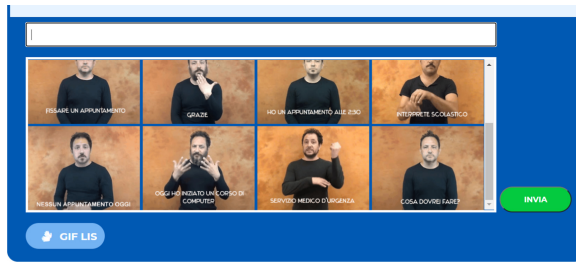 FISSARE UN APPUNTAMENTO
GRAZIE
HO UN APPUNTAMENTO ALLE 2:30
INTERPRETE SCOLASTICO
NESSUN APPUNTAMENTO OGGI
OGGI HO INIZIATO UN CORSO DI
COMPUTER
SERVIZIO MEDICO D'URGENZA
COSA DOVREI FARE?
INVIA
GIF LIS